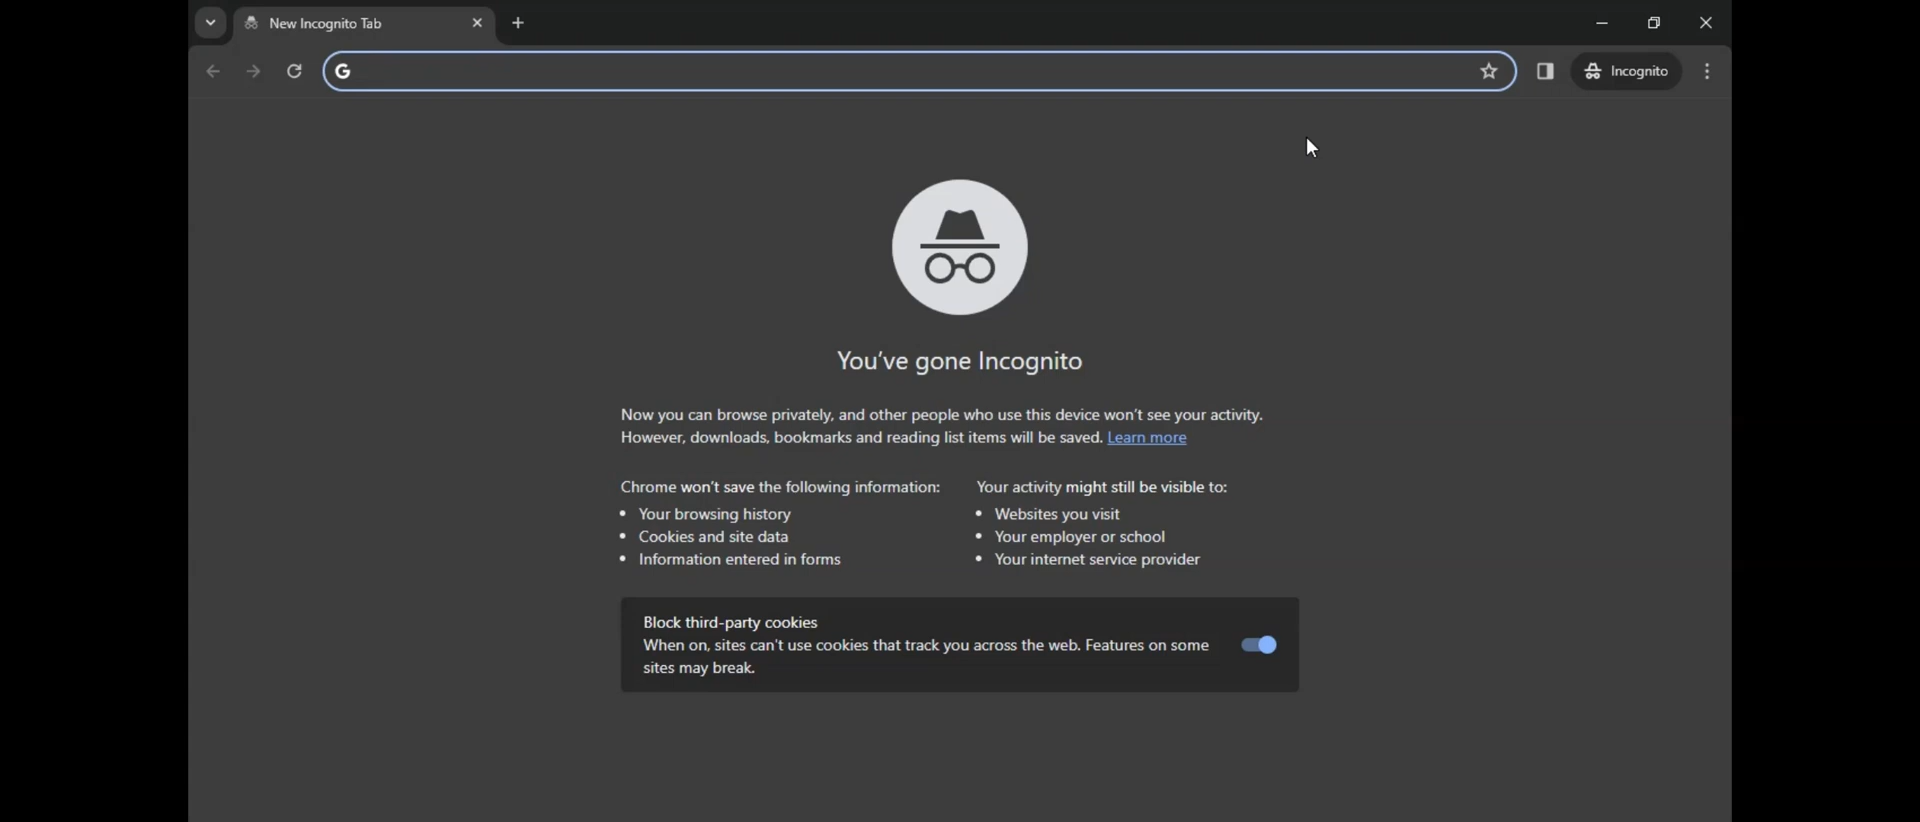 New Incognito Tab
Incognito
You've gone Incognito
Now you can browse privately, and other people who use this device won't see your activity.
However, downloads, bookmarks and reading list items will be saved. Learn more
Chrome won't save the following information:
Your browsing history
Cookies and site data
Information entered in forms
Your activity might still be visible to:
Websites you visit
Your employer or school
Your internet service provider
Block third-party cookies
When on, sites can't use cookies that track you across the web. Features on some
sites may break.